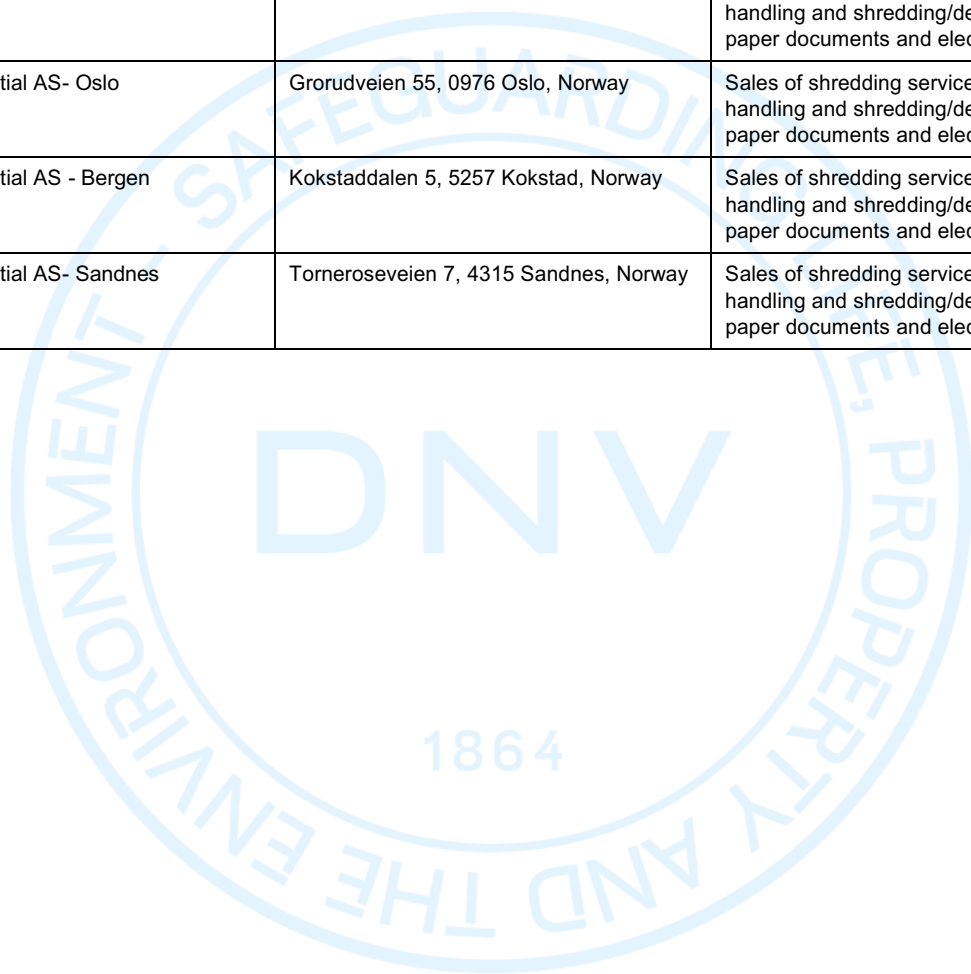 handling and shredding/de
paper documents and elec
tial AS- Oslo
Grorudveien 55, 0976 Oslo, Norway
Sales of shredding service
handling and shredding/de
paper documents and elec
tial AS - Bergen
Kokstaddalen 5, 5257 Kokstad, Norway
Sales of shredding service
handling and shredding/de
paper documents and elec
tial AS- Sandnes
Torneroseveien 7, 4315 Sandnes, Norway
Sales of shredding service
handling and shredding/de
paper documents and elec
SAFEGUARDING LIFE, PROPERTY AND THE ENVIRONMENT -
DNV
1864